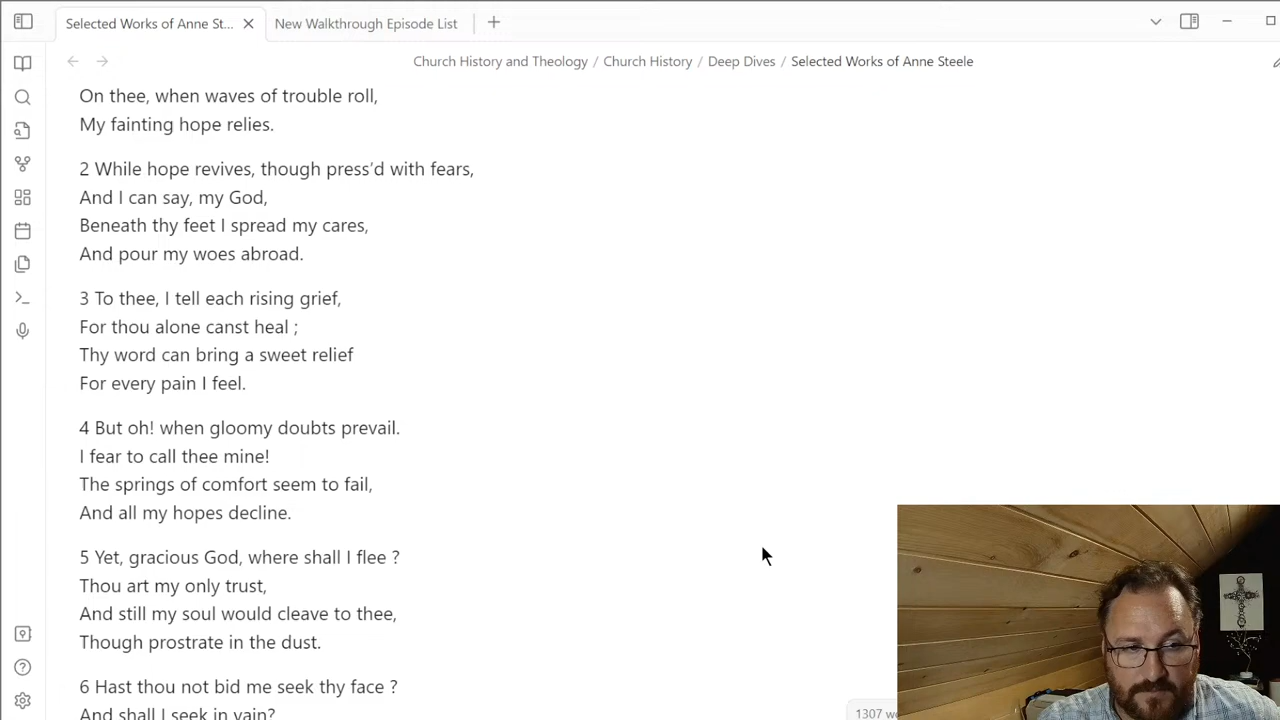 Selected Works of Anne St...
New Walkthrough Episode List
Church History and Theology / Church History / Deep Dives / Selected Works of Anne Steele
On thee, when waves of trouble roll,
My fainting hope relies.
2 While hope revives, though press’d with fears,
And I can say, my God,
Beneath thy feet I spread my cares,
And pour my woes abroad.
3 To thee, I tell each rising grief,
For thou alone canst heal ;
Thy word can bring a sweet relief
For every pain I feel.
4 But oh! when gloomy doubts prevail.
I fear to call thee mine!
The springs of comfort seem to fail,
And all my hopes decline.
5 Yet, gracious God, where shall I flee ?
Thou art my only trust,
And still my soul would cleave to thee,
Though prostrate in the dust.
6 Hast thou not bid me seek thy face ?
And shall I seek in vain?
1307